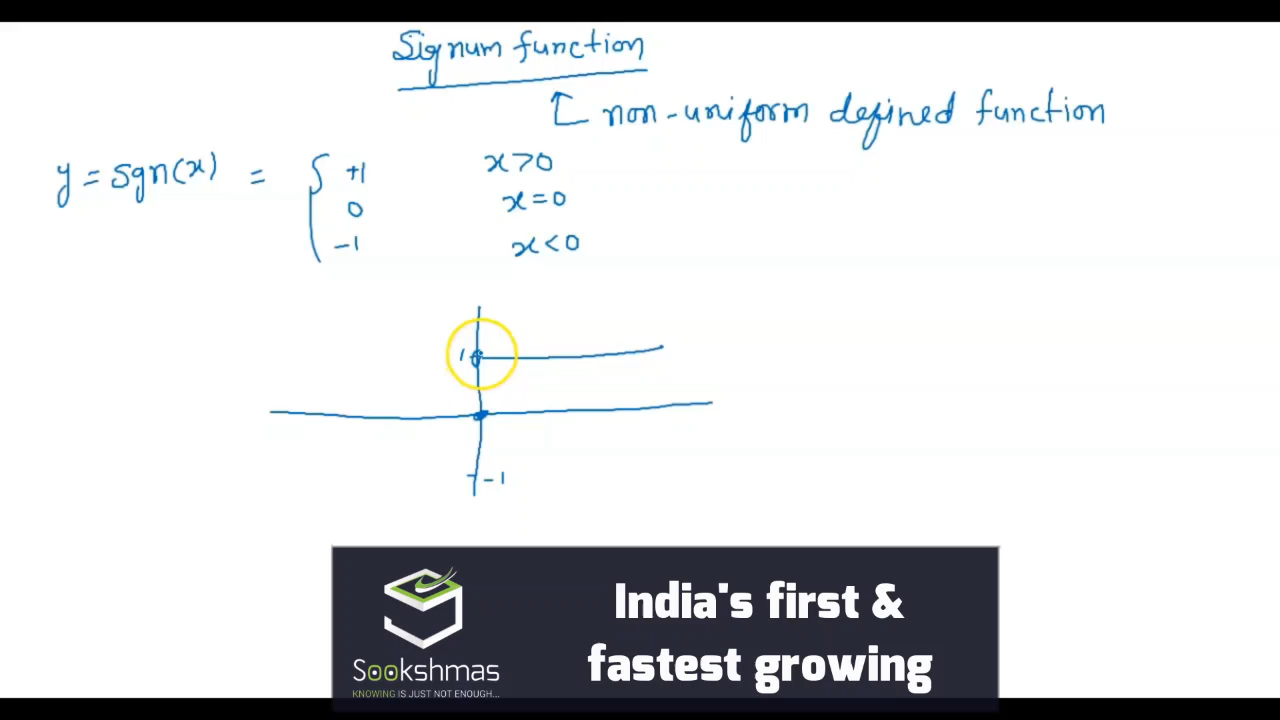 Signum function
non-uniform defined function
y = sgn(x) = { +1 x > 0
0 x = 0
-1 x < 0
1
-1
India's first &
fastest growing
Sookshmas
KNOWING IS JUST NOT ENOUGH...